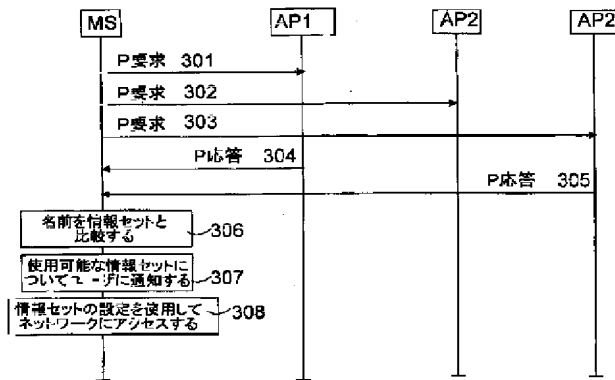 MS AP1 AP2 AP2
P要求 301
P要求 302
P要求 303
P応答 304
P応答 305
名前を情報セットと
比較する
306
使用可能な情報セットに
ついてユーザに通知する
307
情報セットの設定を使用して
ネットワークにアクセスする
308